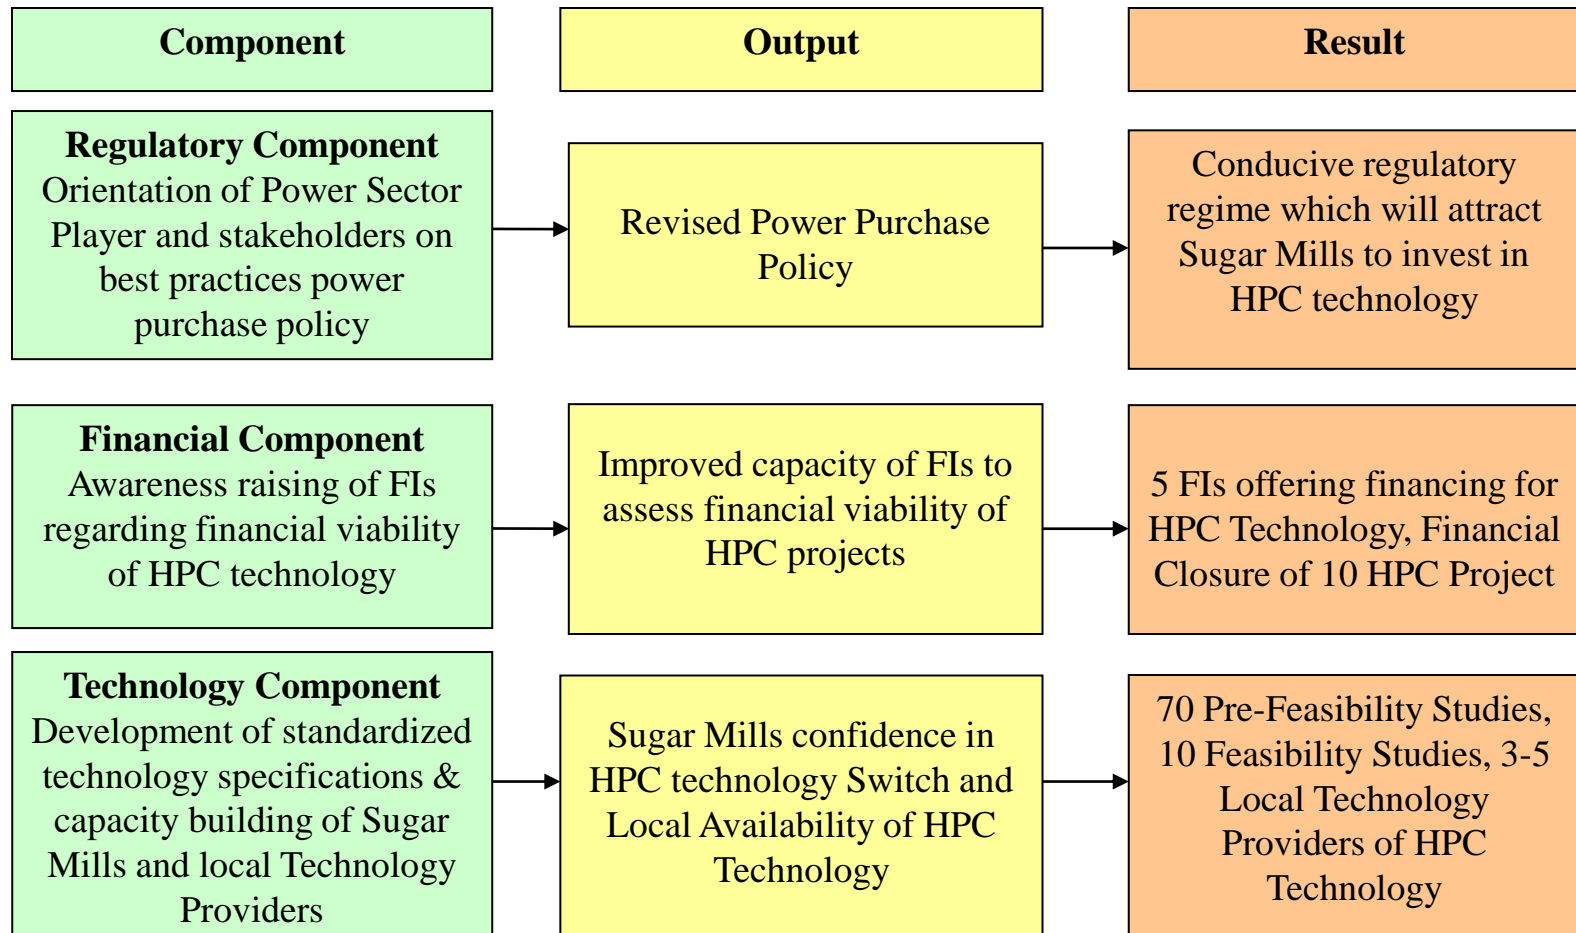 Component
Output
Result
Regulatory Component
Orientation of Power Sector
Player and stakeholders on
best practices power
purchase policy
Revised Power Purchase
Policy
Conducive regulatory
regime which will attract
Sugar Mills to invest in
HPC technology
Financial Component
Awareness raising of FIs
regarding financial viability
of HPC technology
Improved capacity of FIs to
assess financial viability of
HPC projects
5 FIs offering financing for
HPC Technology, Financial
Closure of 10 HPC Project
Technology Component
Development of standardized
technology specifications &
capacity building of Sugar
Mills and local Technology
Providers
Sugar Mills confidence in
HPC technology Switch and
Local Availability of HPC
Technology
70 Pre-Feasibility Studies,
10 Feasibility Studies, 3-5
Local Technology
Providers of HPC
Technology